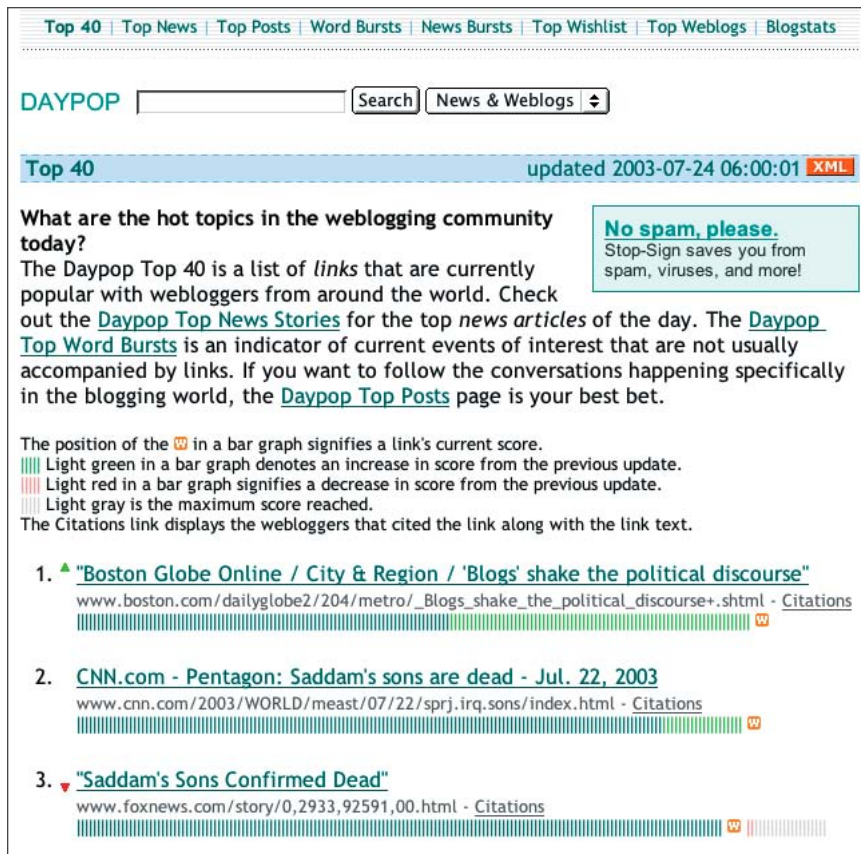 Top 40 | Top News | Top Posts | Word Bursts | News Bursts | Top Wishlist | Top Weblogs | Blogstats
DAYPOP Search News & Weblogs
Top 40 updated 2003-07-24 06:00:01 XML
What are the hot topics in the weblogging community
today?
No spam, please.
Stop-Sign saves you from
spam, viruses, and more!
The Daypop Top 40 is a list of links that are currently
popular with webloggers from around the world. Check
out the Daypop Top News Stories for the top news articles of the day. The Daypop
Top Word Bursts is an indicator of current events of interest that are not usually
accompanied by links. If you want to follow the conversations happening specifically
in the blogging world, the Daypop Top Posts page is your best bet.
The position of the W in a bar graph signifies a link's current score.
Light green in a bar graph denotes an increase in score from the previous update.
Light red in a bar graph signifies a decrease in score from the previous update.
Light gray is the maximum score reached.
The Citations link displays the webloggers that cited the link along with the link text.
1. "Boston Globe Online / City & Region / 'Blogs' shake the political discourse"
www.boston.com/dailyglobe2/204/metro/_Blogs_shake_the_political_discourse+.shtml - Citations
W
2. CNN.com - Pentagon: Saddam's sons are dead - Jul. 22, 2003
www.cnn.com/2003/WORLD/meast/07/22/sprj.irq.sons/index.html - Citations
W
3. "Saddam's Sons Confirmed Dead"
www.foxnews.com/story/0,2933,92591,00.html - Citations
W